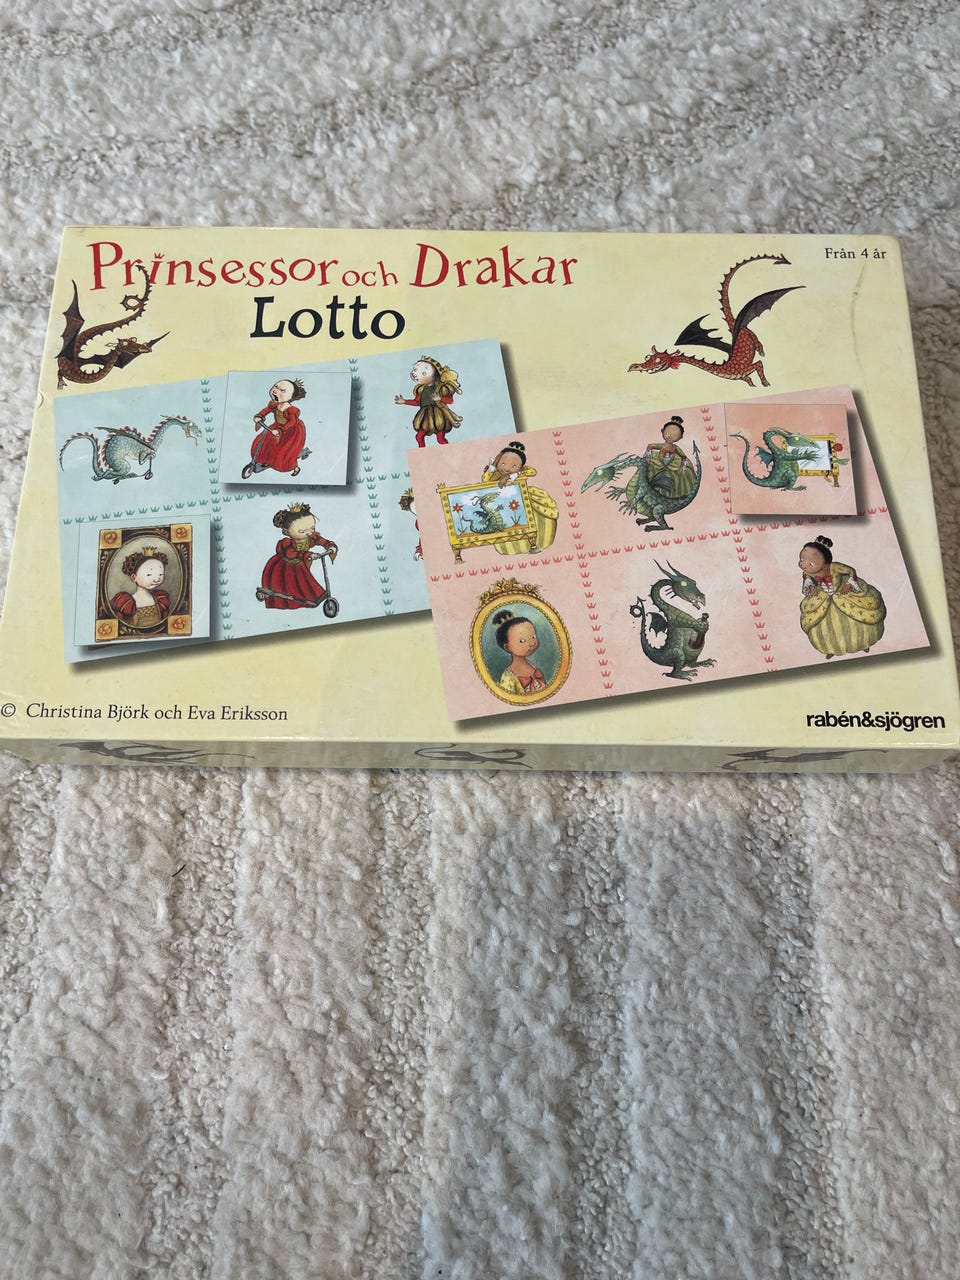 Prinsessor och Drakar
Lotto
Från 4 år
© Christina Björk och Eva Eriksson
rabén&sjögren